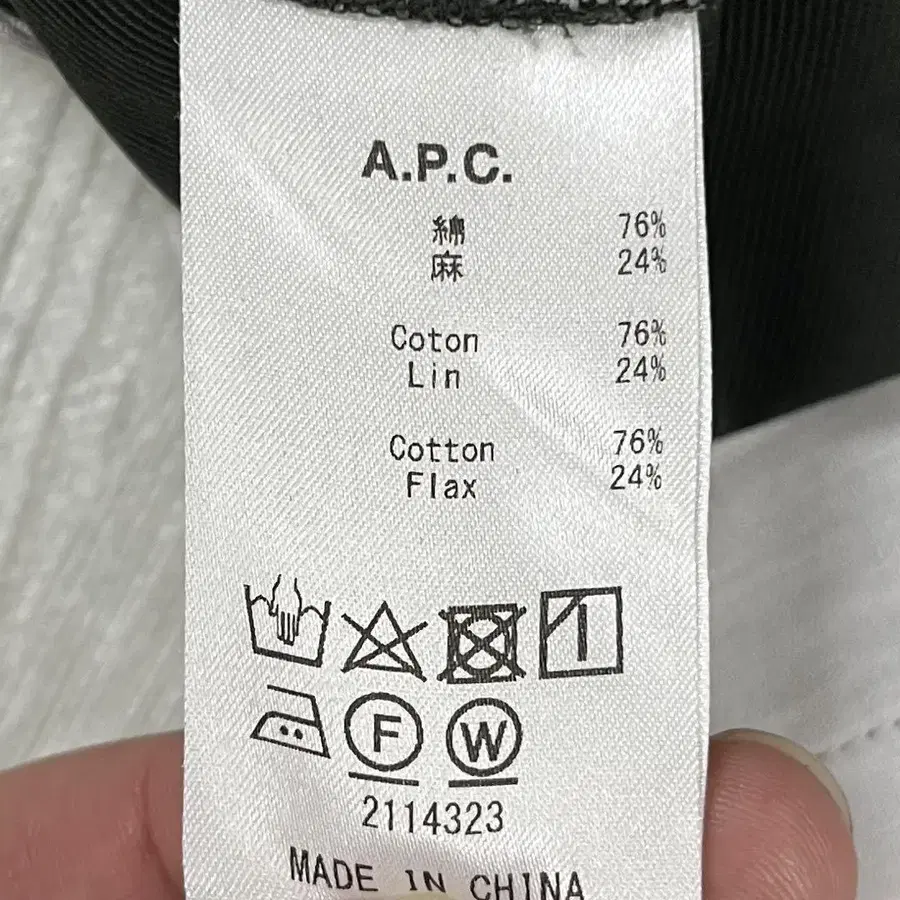 A.P.C.
綿 76%
麻 24%
Coton 76%
Lin 24%
Cotton 76%
Flax 24%
F W
2114323
MADE IN CHINA